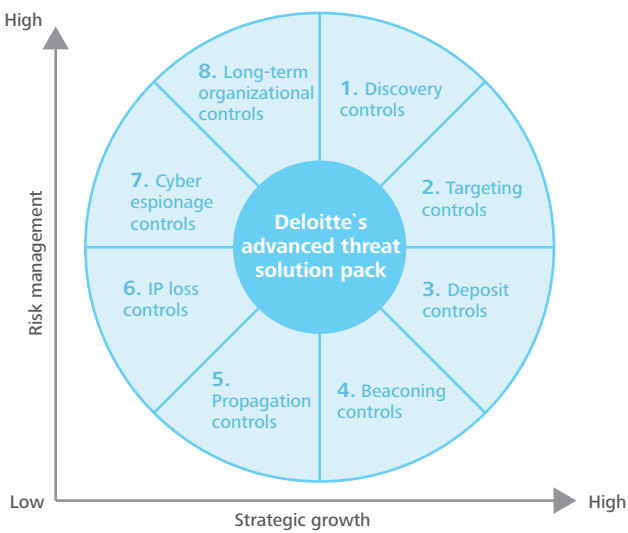 High
8. Long-term
organizational
controls
1. Discovery
controls
7. Cyber
espionage
controls
2. Targeting
controls
Deloitte`s
advanced threat
solution pack
6. IP loss
controls
3. Deposit
controls
5.
Propagation
controls
4. Beaconing
controls
Risk management
Low
Strategic growth
High